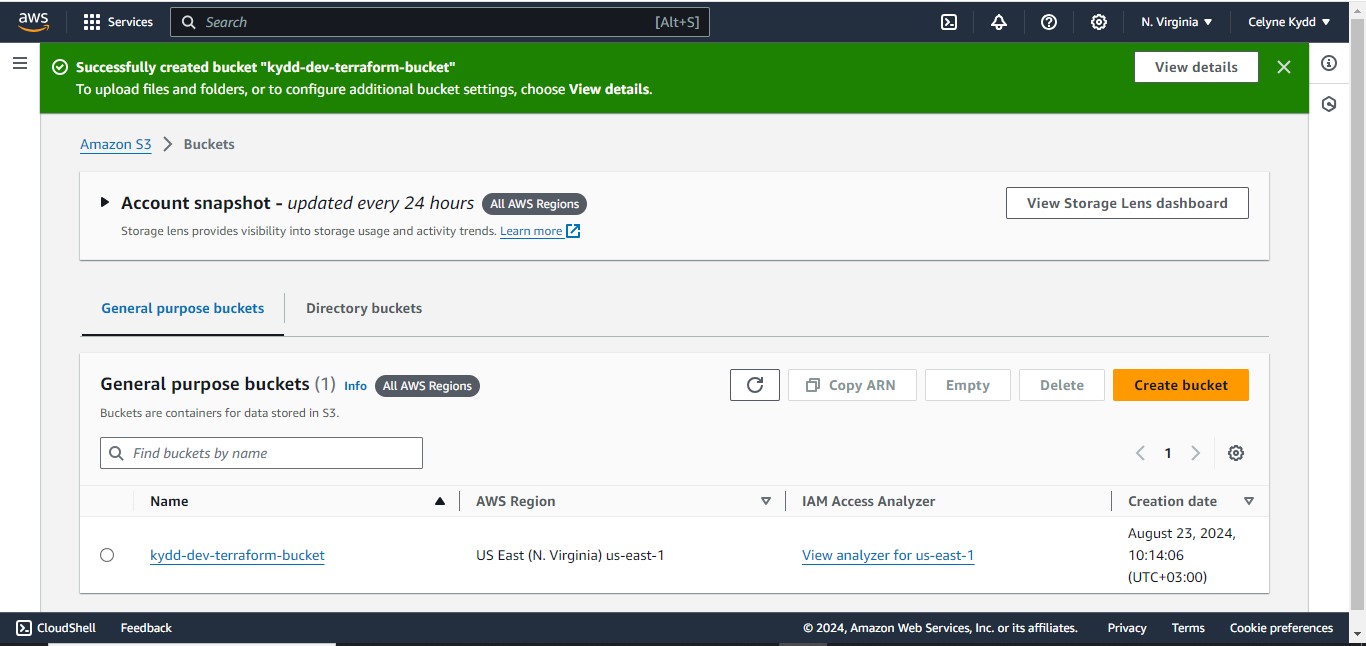 aws Services Search [Alt+S] N. Virginia Celyne Kydd
Successfully created bucket "kydd-dev-terraform-bucket"
To upload files and folders, or to configure additional bucket settings, choose View details.
View details
Amazon S3 Buckets
Account snapshot - updated every 24 hours All AWS Regions
Storage lens provides visibility into storage usage and activity trends. Learn more
View Storage Lens dashboard
General purpose buckets Directory buckets
General purpose buckets (1) Info All AWS Regions
Buckets are containers for data stored in S3.
Copy ARN Empty Delete Create bucket
Find buckets by name 1
Name AWS Region IAM Access Analyzer Creation date
kydd-dev-terraform-bucket US East (N. Virginia) us-east-1 View analyzer for us-east-1
August 23, 2024,
10:14:06
(UTC+03:00)
CloudShell Feedback © 2024, Amazon Web Services, Inc. or its affiliates. Privacy Terms Cookie preferences